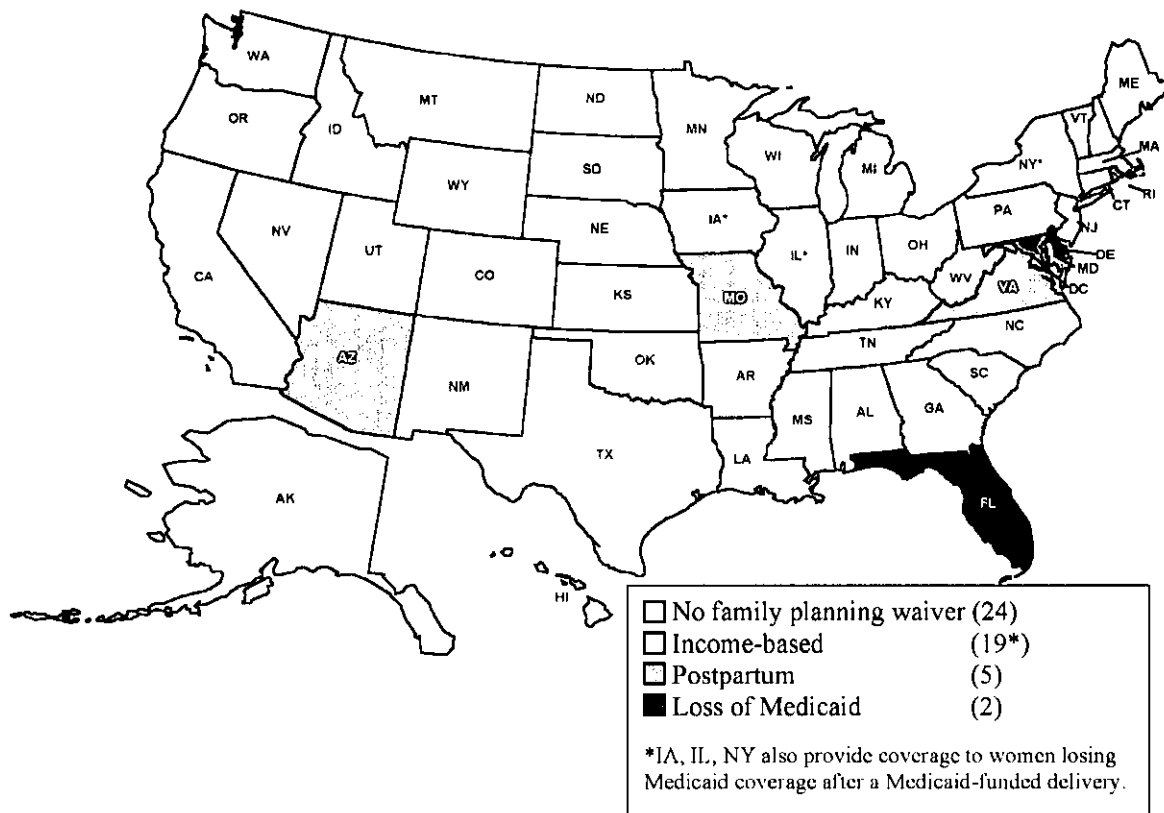 WA
MT
ND
MN
ME
OR
ID
WY
SD
WI
MI
VT
NY*
MA
RI
CT
NV
UT
CO
NE
IA*
IL*
IN
OH
PA
NJ
DE
MD
DC
WV
VA
CA
KS
MO
KY
NC
AZ
NM
OK
AR
TN
SC
TX
LA
MS
AL
GA
FL
AK
HI
No family planning waiver (24)
Income-based (19*)
Postpartum (5)
Loss of Medicaid (2)
*IA, IL, NY also provide coverage to women losing
Medicaid coverage after a Medicaid-funded delivery.